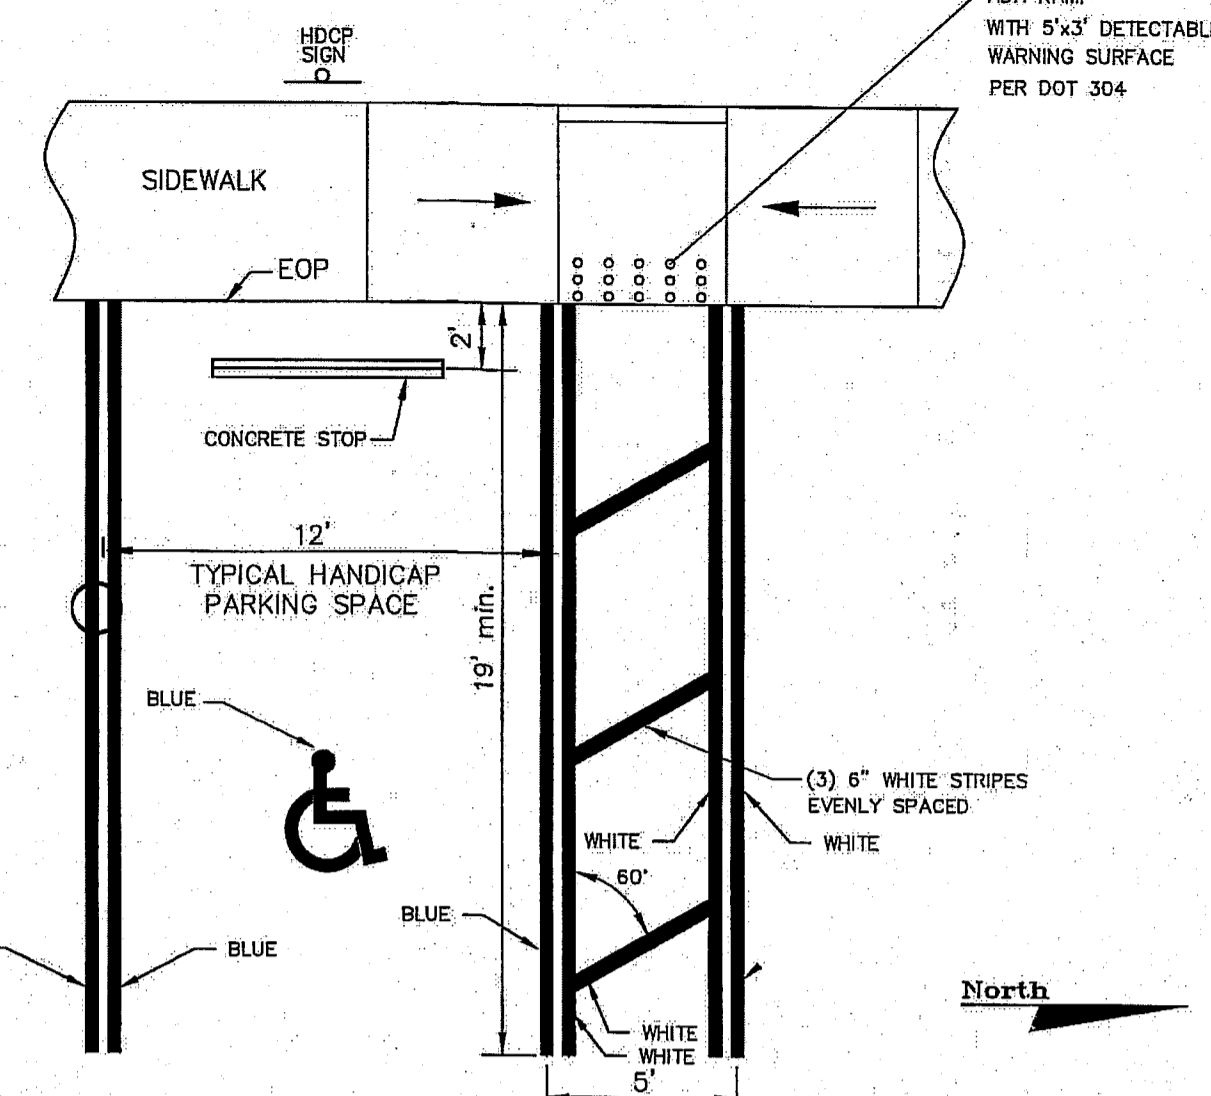 HDCP
SIGN
WITH 5'x3' DETECTABLE
WARNING SURFACE
PER DOT 304
SIDEWALK
EOP
2'
CONCRETE STOP
12'
TYPICAL HANDICAP
PARKING SPACE
19' min.
BLUE
(3) 6" WHITE STRIPES
EVENLY SPACED
WHITE
WHITE
60°
BLUE
BLUE
North
WHITE
WHITE
5'